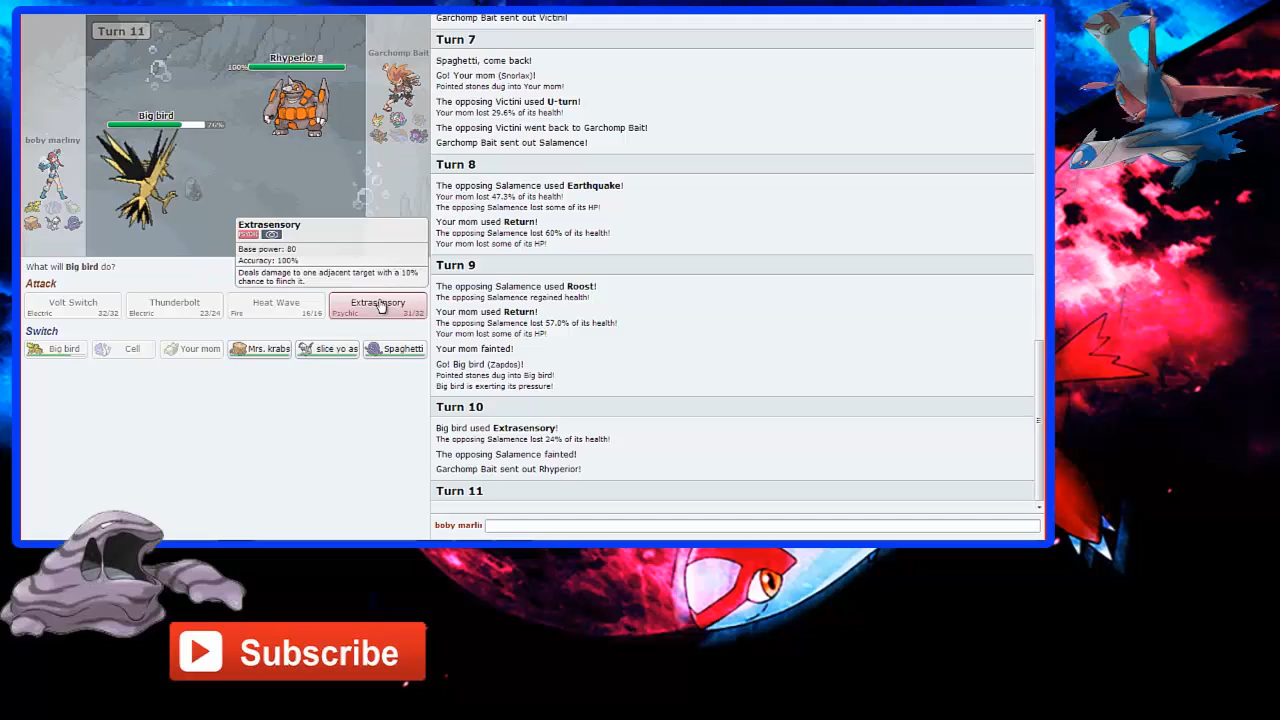 Turn 11
Rhyperior
100%
Garchomp Bait
Big bird
76%
boby marliny
Extrasensory
Base power: 80
Accuracy: 100%
Deals damage to one adjacent target with a 10%
chance to flinch it.
What will Big bird do?
Attack
Volt Switch
Electric 32/32
Thunderbolt
Electric 23/24
Heat Wave
Fire 16/16
Extrasensory
Psychic 31/32
Switch
Big bird
Cell
Your mom
Mrs. krabs
slice yo as
Spaghetti
Garchomp Bait sent out Victini!
Turn 7
Spaghetti, come back!
Go! Your mom (Snorlax)!
Pointed stones dug into Your mom!
The opposing Victini used U-turn!
Your mom lost 29.6% of its health!
The opposing Victini went back to Garchomp Bait!
Garchomp Bait sent out Salamence!
Turn 8
The opposing Salamence used Earthquake!
Your mom lost 47.3% of its health!
The opposing Salamence lost some of its HP!
Your mom used Return!
The opposing Salamence lost 60% of its health!
Your mom lost some of its HP!
Turn 9
The opposing Salamence used Roost!
The opposing Salamence regained health!
Your mom used Return!
The opposing Salamence lost 57.0% of its health!
Your mom lost some of its HP!
Your mom fainted!
Go! Big bird (Zapdos)!
Pointed stones dug into Big bird!
Big bird is exerting its pressure!
Turn 10
Big bird used Extrasensory!
The opposing Salamence lost 24% of its health!
The opposing Salamence fainted!
Garchomp Bait sent out Rhyperior!
Turn 11
boby marlin
Subscribe